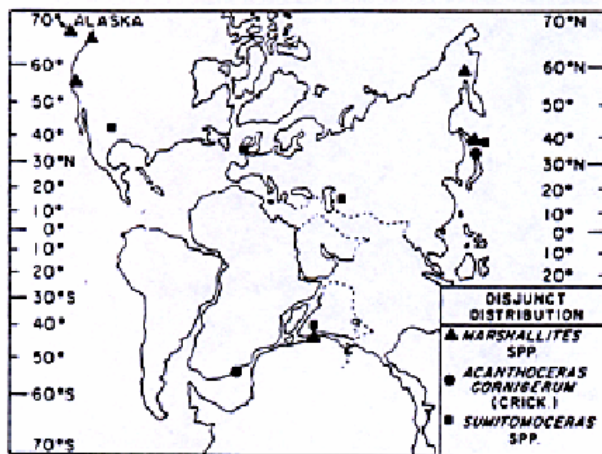 70° ALASKA 70°N
60° 60°N
50° 50°
40° 40°
30°N 30°N
20° 20°
10° 10°
0° 0°
10° 10°
20° 20°
30°S
40°
50°
60°S
70°S
DISJUNCT
DISTRIBUTION
▲ MARSHALLITES
SPP.
● ACANTHOCERAS
CORNIGERUM
(CRICK.)
■ SUMITOMOCERAS
SPP.